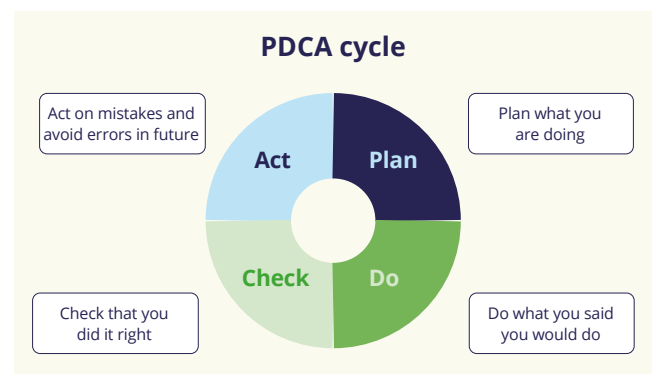 PDCA cycle
Act on mistakes and
avoid errors in future
Plan what you
are doing
Act
Plan
Check
Do
Check that you
did it right
Do what you said
you would do